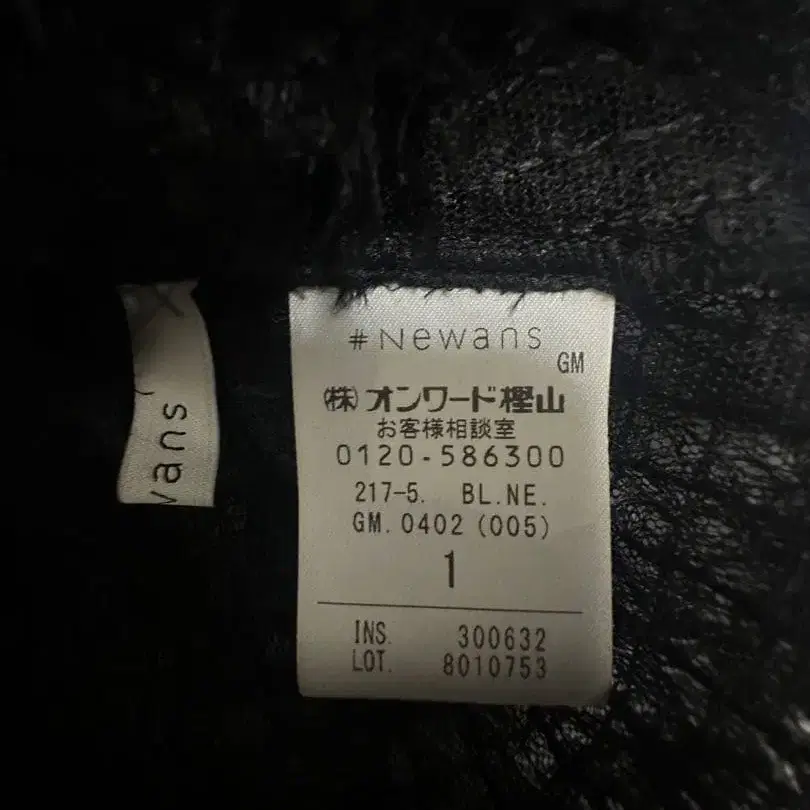 #Newans
GM
㈱オンワード樫山
お客様相談室
0120-586300
217-5. BL.NE.
GM.0402(005)
1
INS. 300632
LOT. 8010753
wans